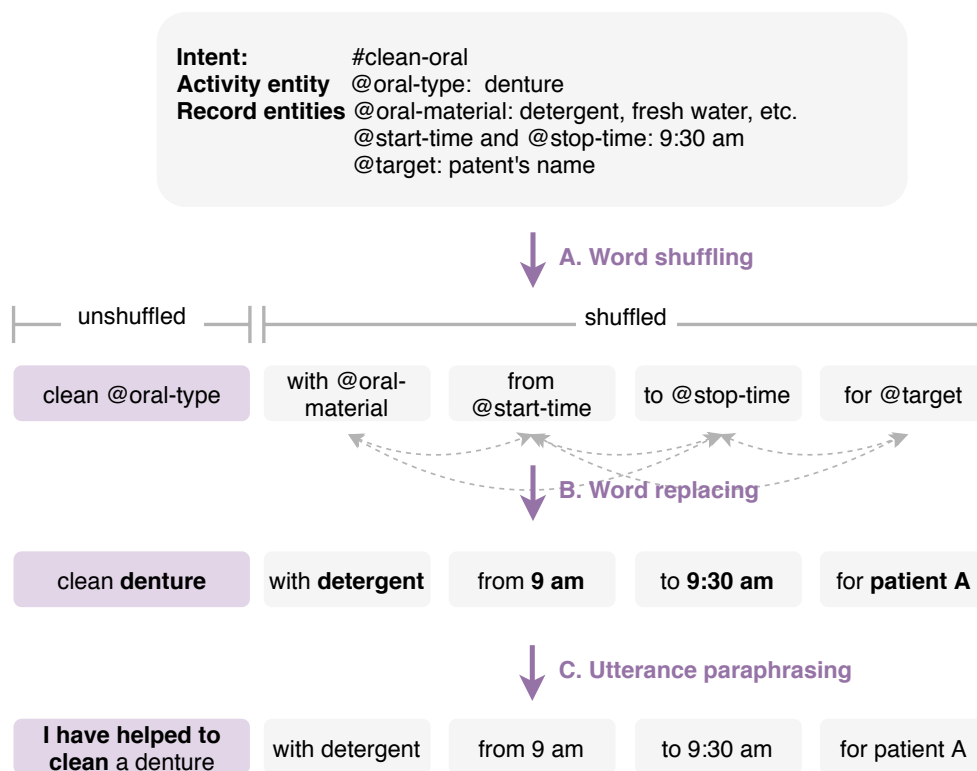 Intent: #clean-oral
Activity entity @oral-type: denture
Record entities @oral-material: detergent, fresh water, etc.
@start-time and @stop-time: 9:30 am
@target: patent's name
A. Word shuffling
unshuffled shuffled
clean @oral-type
with @oral-
material
from
@start-time
to @stop-time
for @target
B. Word replacing
clean denture
with detergent
from 9 am
to 9:30 am
for patient A
C. Utterance paraphrasing
I have helped to
clean a denture
with detergent
from 9 am
to 9:30 am
for patient A